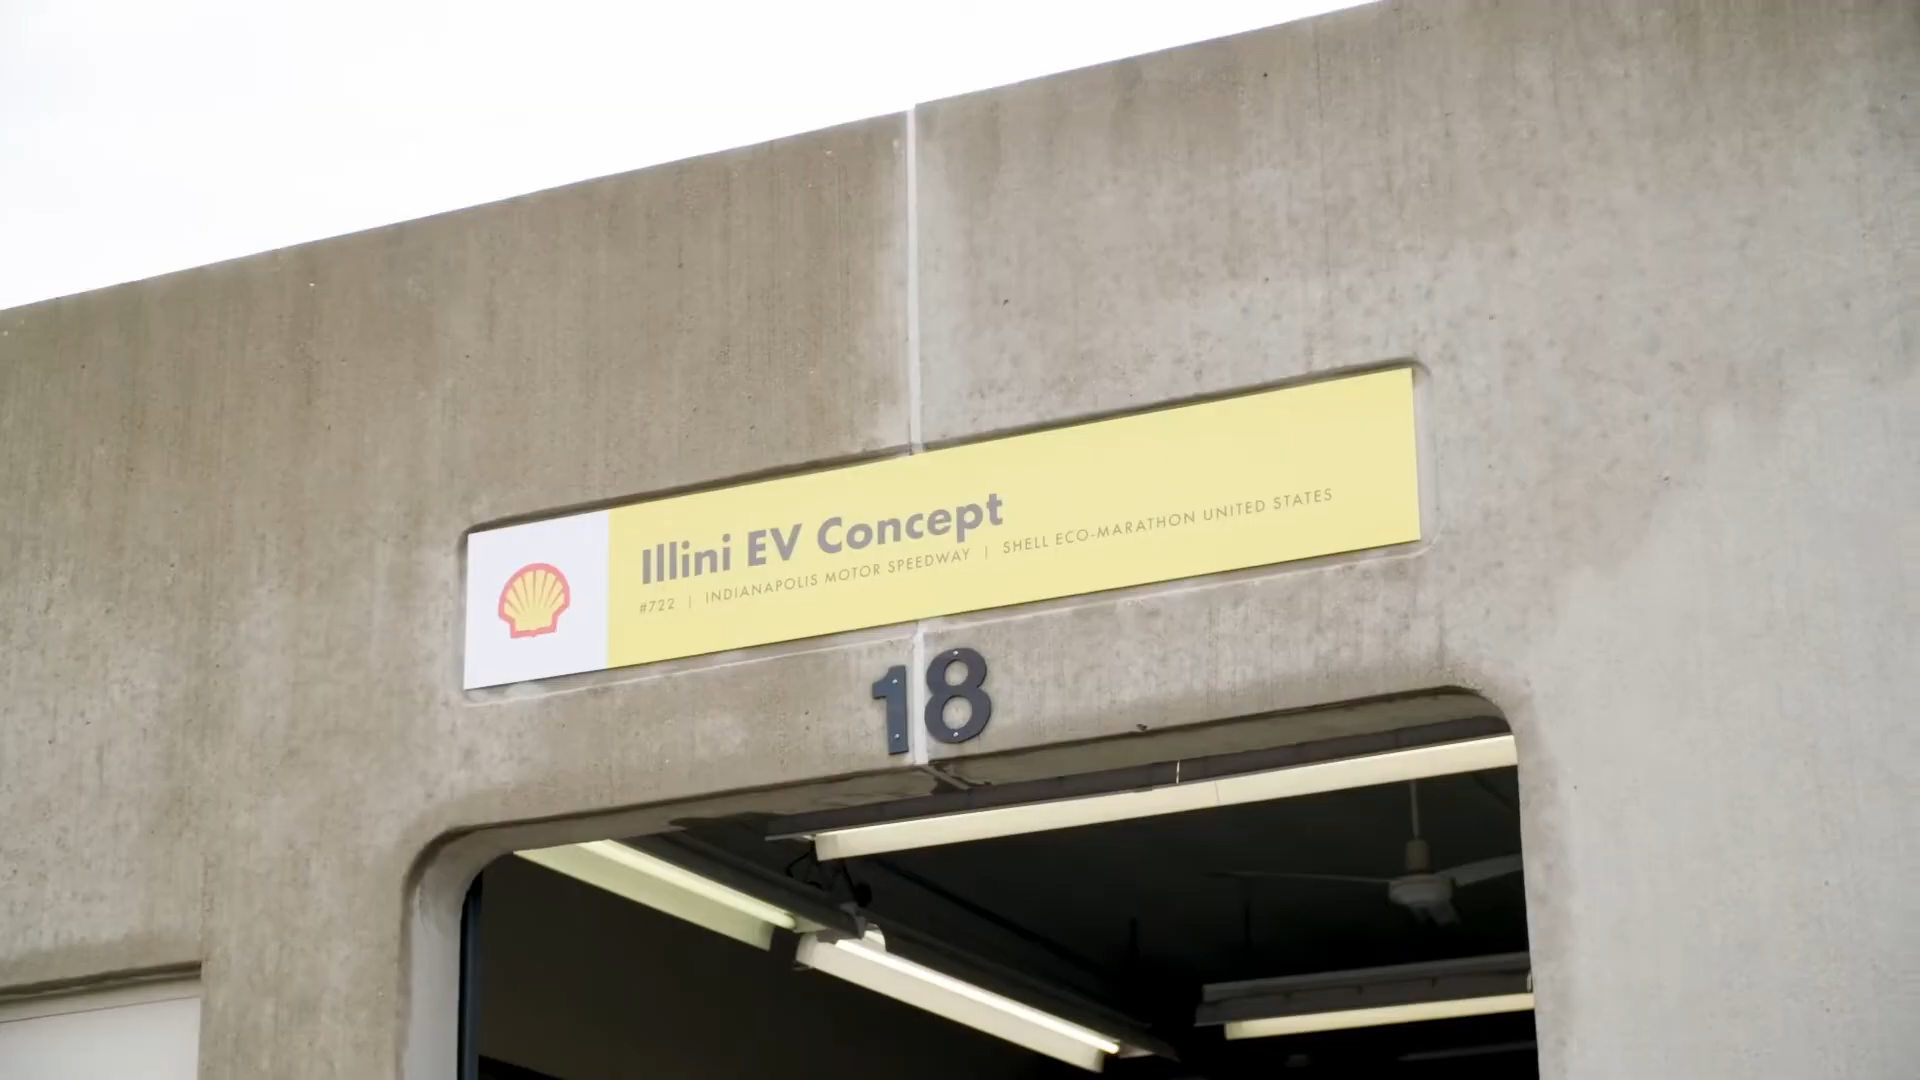 Illini EV Concept
#722 | INDIANAPOLIS MOTOR SPEEDWAY | SHELL ECO-MARATHON UNITED STATES
18